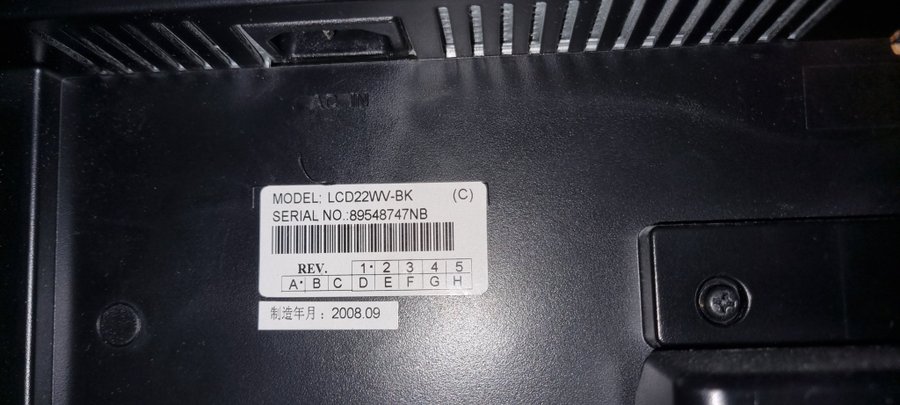 AC IN
MODEL: LCD22WV-BK (C)
SERIAL NO.:89548747NB
REV. 1• 2 3 4 5
A• B C D E F G H
制造年月：2008.09